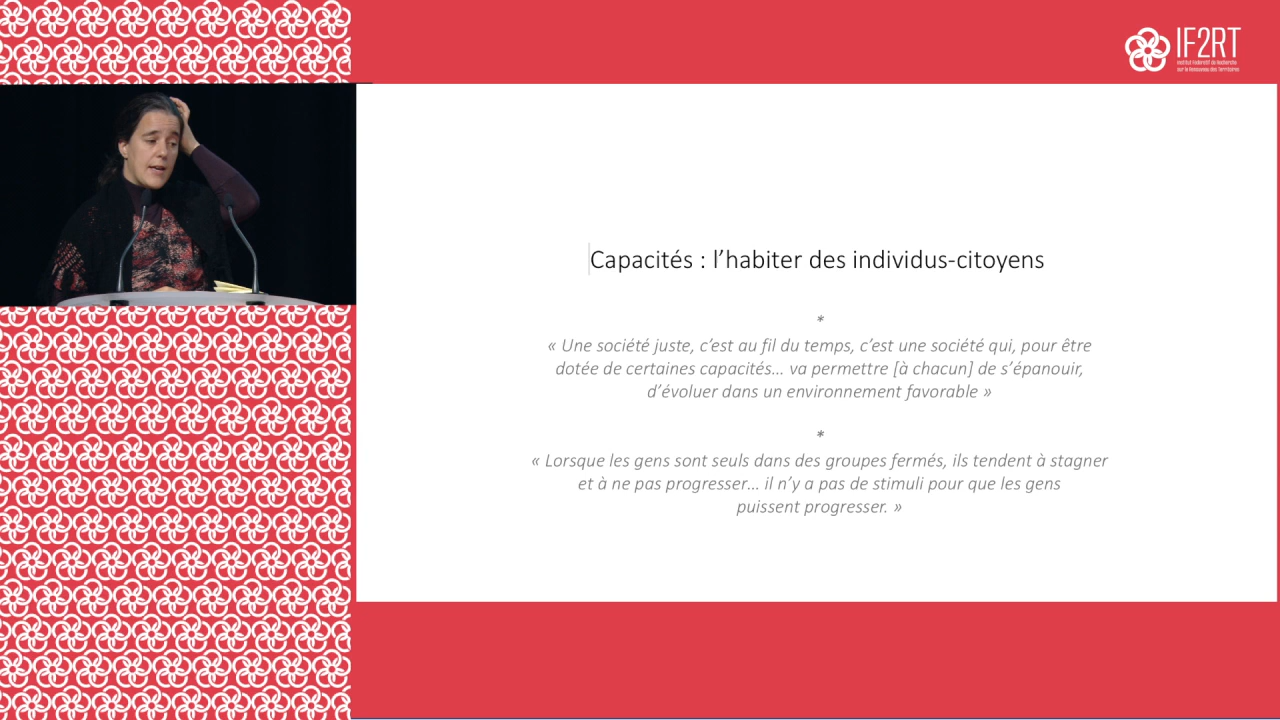 IF2RT
Institut Fédératif de Recherche
sur le Renouveau des Territoires
Capacités : l’habiter des individus-citoyens
*
« Une société juste, c’est au fil du temps, c’est une société qui, pour être
dotée de certaines capacités… va permettre [à chacun] de s’épanouir,
d’évoluer dans un environnement favorable »
*
« Lorsque les gens sont seuls dans des groupes fermés, ils tendent à stagner
et à ne pas progresser… il n’y a pas de stimuli pour que les gens
puissent progresser. »